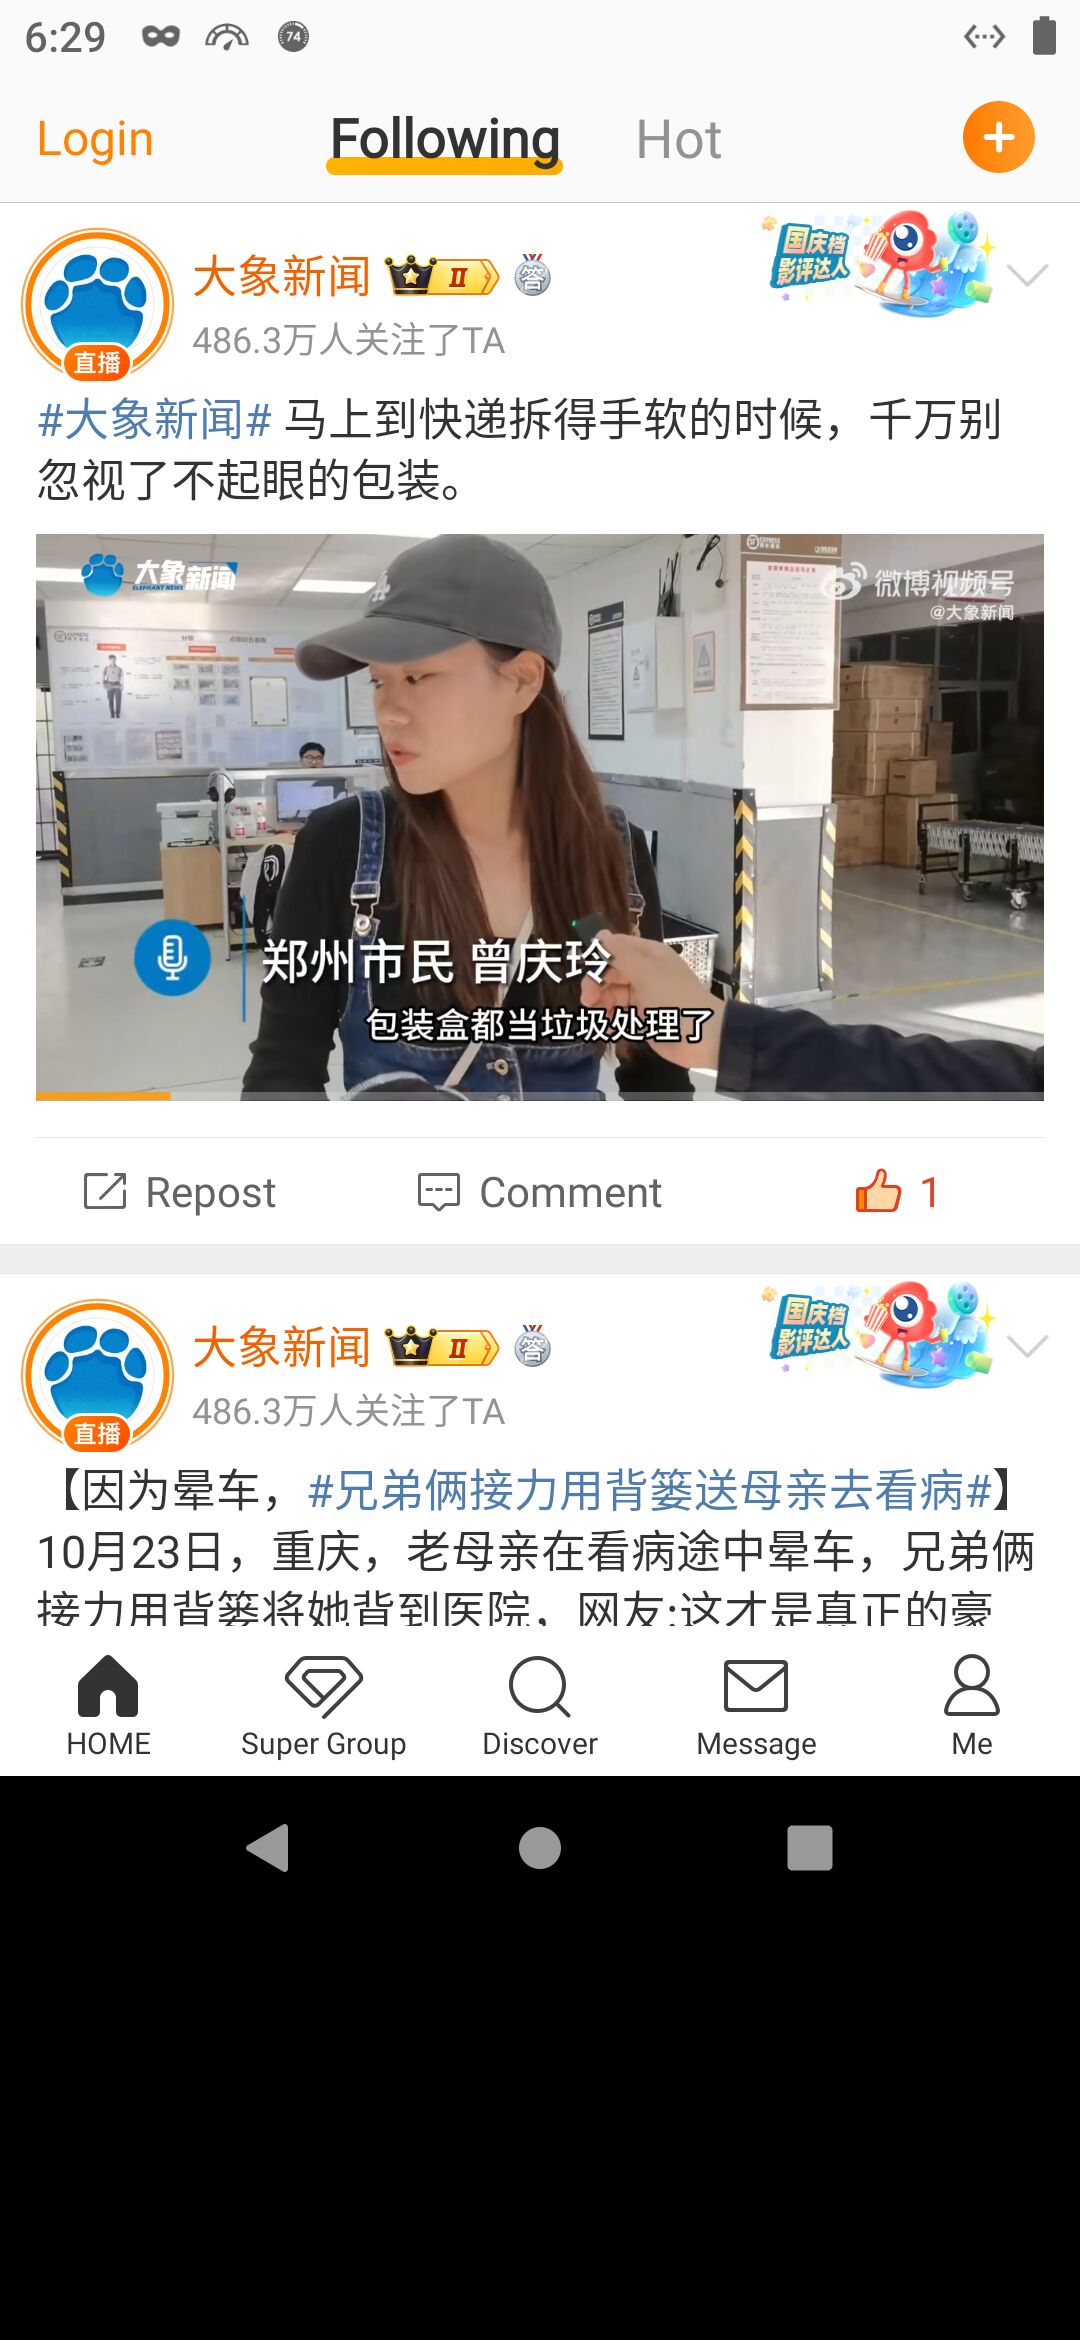 6:29
74
Login
Following
Hot
大象新闻
II
答
国庆档
影评达人
486.3万人关注了TA
直播
#大象新闻# 马上到快递拆得手软的时候，千万别
忽视了不起眼的包装。
大象新闻
ELEPHANT NEWS
微博视频号
@大象新闻
郑州市民 曾庆玲
包装盒都当垃圾处理了
Repost
Comment
1
大象新闻
II
答
国庆档
影评达人
486.3万人关注了TA
直播
【因为晕车，#兄弟俩接力用背篓送母亲去看病#】
10月23日，重庆，老母亲在看病途中晕车，兄弟俩
接力用背篓将她背到医院，网友:这才是真正的豪
HOME
Super Group
Discover
Message
Me